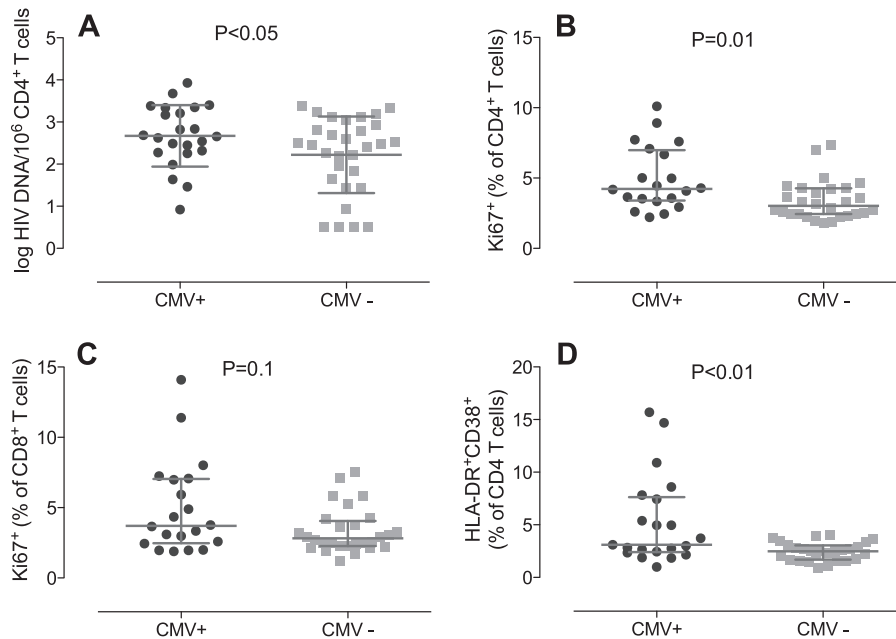 A
P<0.05
log HIV DNA/10⁶ CD4⁺ T cells
5
4
3
2
1
0
CMV+ CMV -
B
P=0.01
Ki67⁺ (% of CD4⁺ T cells)
15
10
5
0
CMV+ CMV -
C
P=0.1
Ki67⁺ (% of CD8⁺ T cells)
15
10
5
0
CMV+ CMV -
D
P<0.01
HLA-DR⁺CD38⁺
(% of CD4 T cells)
20
15
10
5
0
CMV+ CMV -